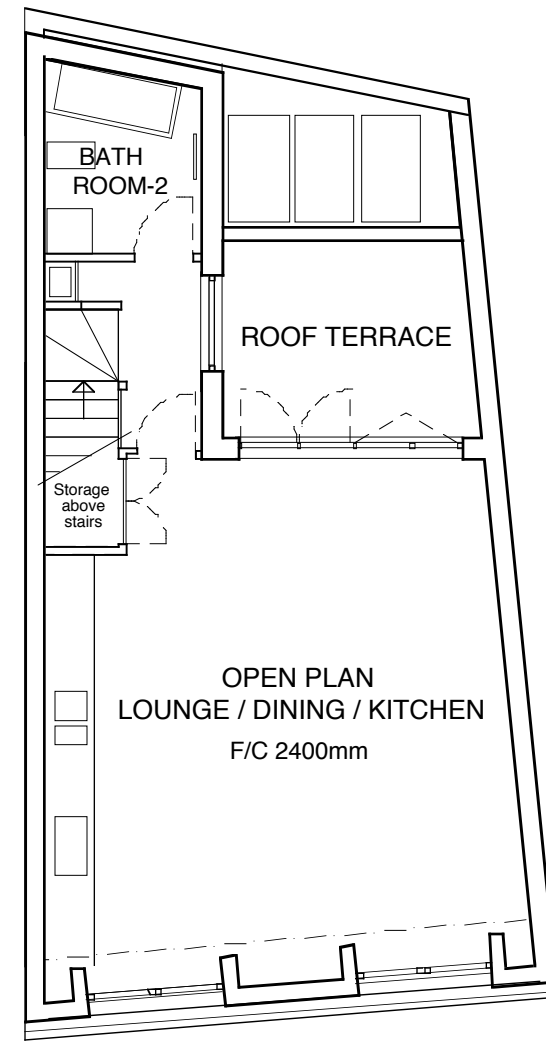 BATH
ROOM-2
ROOF TERRACE
Storage
above
stairs
OPEN PLAN
LOUNGE / DINING / KITCHEN
F/C 2400mm